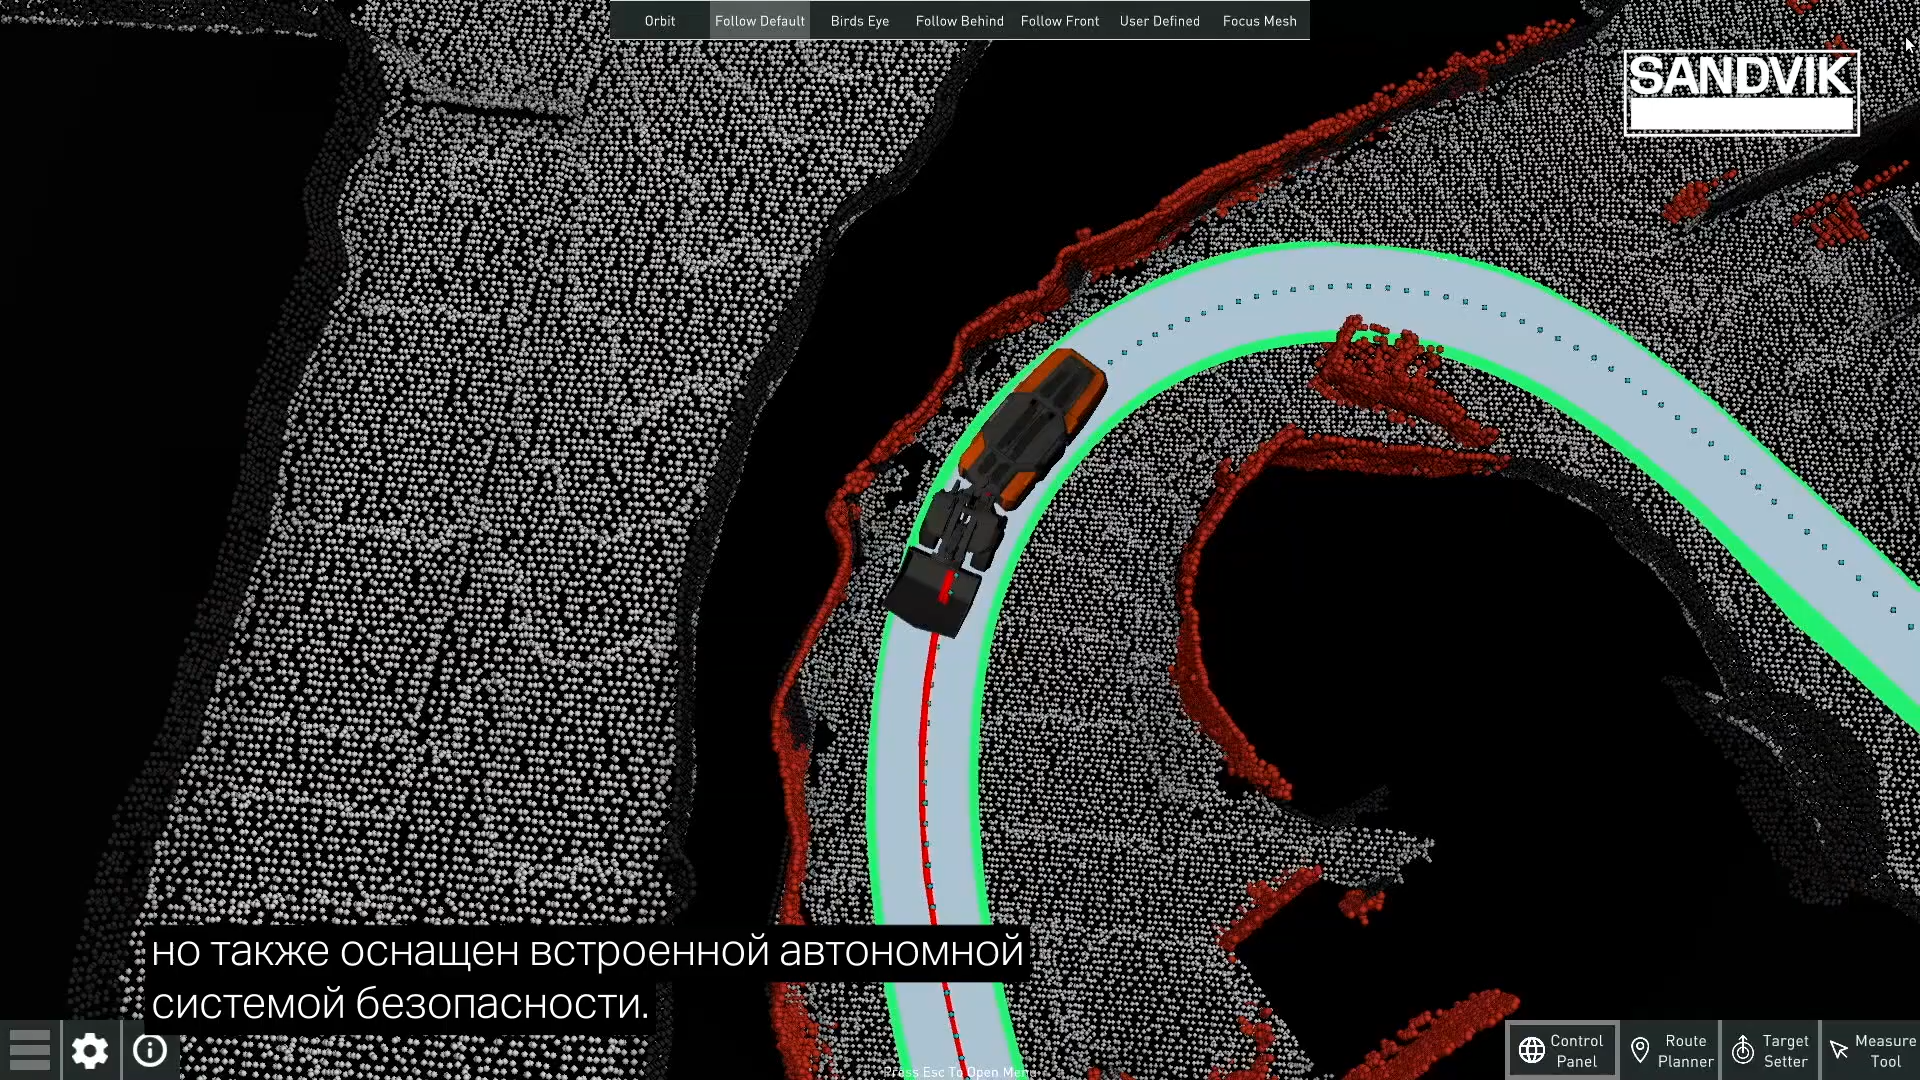 Orbit
Follow Default
Birds Eye
Follow Behind
Follow Front
User Defined
Focus Mesh
SANDVIK
но также оснащен встроенной автономной
системой безопасности.
Control
Panel
Route
Planner
Target
Setter
Measure
Tool
Press Esc To Open Menu